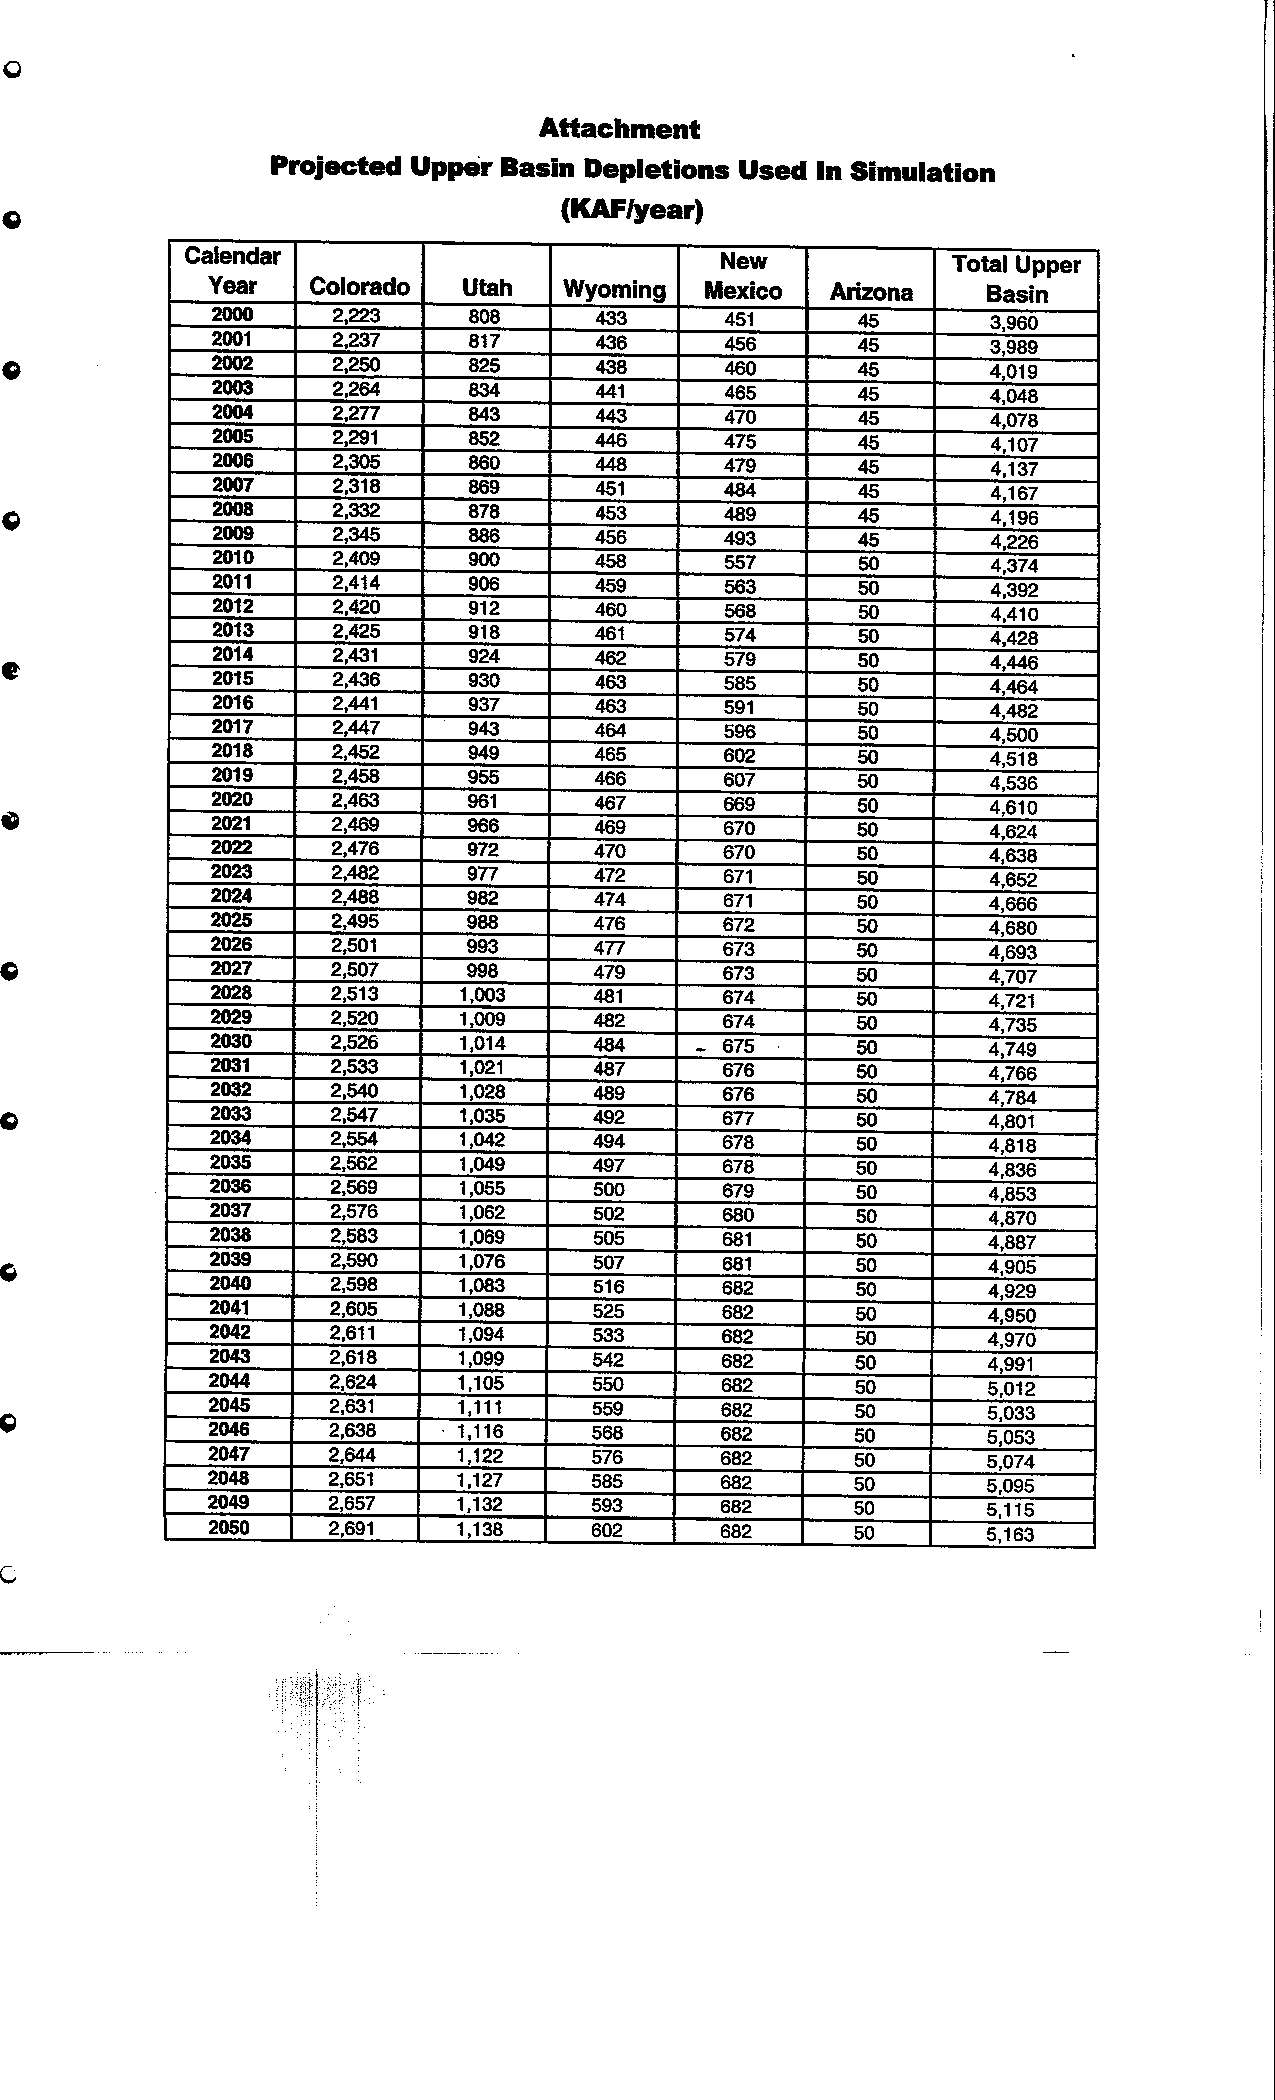 Attachment
Projected Upper Basin Depletions Used In Simulation
(KAF/year)
Calendar Year Colorado Utah Wyoming New Mexico Arizona Total Upper Basin
2000 2,223 808 433 451 45 3,960
2001 2,237 817 436 456 45 3,989
2002 2,250 825 438 460 45 4,019
2003 2,264 834 441 465 45 4,048
2004 2,277 843 443 470 45 4,078
2005 2,291 852 446 475 45 4,107
2006 2,305 860 448 479 45 4,137
2007 2,318 869 451 484 45 4,167
2008 2,332 878 453 489 45 4,196
2009 2,345 886 456 493 45 4,226
2010 2,409 900 458 557 50 4,374
2011 2,414 906 459 563 50 4,392
2012 2,420 912 460 568 50 4,410
2013 2,425 918 461 574 50 4,428
2014 2,431 924 462 579 50 4,446
2015 2,436 930 463 585 50 4,464
2016 2,441 937 463 591 50 4,482
2017 2,447 943 464 596 50 4,500
2018 2,452 949 465 602 50 4,518
2019 2,458 955 466 607 50 4,536
2020 2,463 961 467 669 50 4,610
2021 2,469 966 469 670 50 4,624
2022 2,476 972 470 670 50 4,638
2023 2,482 977 472 671 50 4,652
2024 2,488 982 474 671 50 4,666
2025 2,495 988 476 672 50 4,680
2026 2,501 993 477 673 50 4,693
2027 2,507 998 479 673 50 4,707
2028 2,513 1,003 481 674 50 4,721
2029 2,520 1,009 482 674 50 4,735
2030 2,526 1,014 484 675 50 4,749
2031 2,533 1,021 487 676 50 4,766
2032 2,540 1,028 489 676 50 4,784
2033 2,547 1,035 492 677 50 4,801
2034 2,554 1,042 494 678 50 4,818
2035 2,562 1,049 497 678 50 4,836
2036 2,569 1,055 500 679 50 4,853
2037 2,576 1,062 502 680 50 4,870
2038 2,583 1,069 505 681 50 4,887
2039 2,590 1,076 507 681 50 4,905
2040 2,598 1,083 516 682 50 4,929
2041 2,605 1,088 525 682 50 4,950
2042 2,611 1,094 533 682 50 4,970
2043 2,618 1,099 542 682 50 4,991
2044 2,624 1,105 550 682 50 5,012
2045 2,631 1,111 559 682 50 5,033
2046 2,638 1,116 568 682 50 5,053
2047 2,644 1,122 576 682 50 5,074
2048 2,651 1,127 585 682 50 5,095
2049 2,657 1,132 593 682 50 5,115
2050 2,691 1,138 602 682 50 5,163